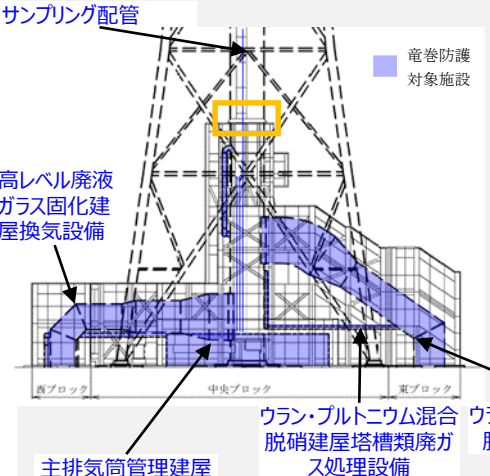 サンプリング配管
竜巻防護
対象施設
高レベル廃液
ガラス固化建
屋換気設備
西ブロック
中央ブロック
東ブロック
主排気筒管理建屋
ウラン・プルトニウム混合
脱硝建屋塔槽類廃ガ
ス処理設備
ウラ
脱